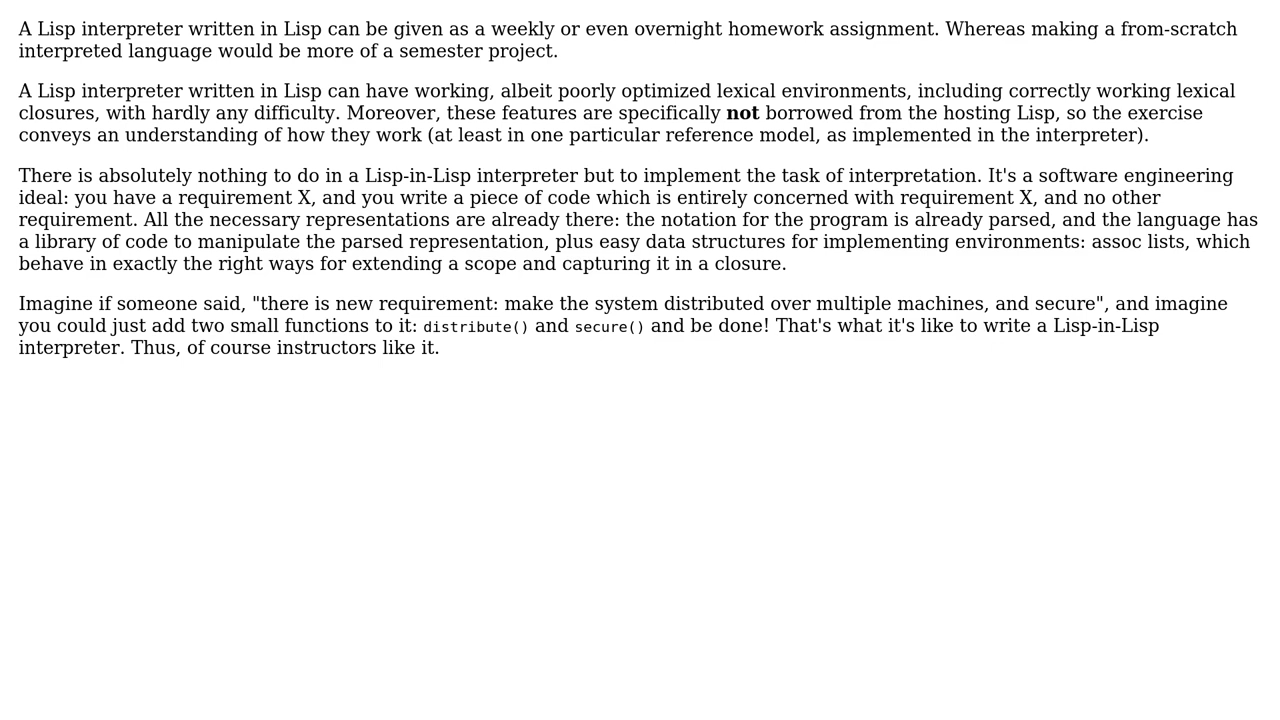 A Lisp interpreter written in Lisp can be given as a weekly or even overnight homework assignment. Whereas making a from-scratch
interpreted language would be more of a semester project.
A Lisp interpreter written in Lisp can have working, albeit poorly optimized lexical environments, including correctly working lexical
closures, with hardly any difficulty. Moreover, these features are specifically not borrowed from the hosting Lisp, so the exercise
conveys an understanding of how they work (at least in one particular reference model, as implemented in the interpreter).
There is absolutely nothing to do in a Lisp-in-Lisp interpreter but to implement the task of interpretation. It's a software engineering
ideal: you have a requirement X, and you write a piece of code which is entirely concerned with requirement X, and no other
requirement. All the necessary representations are already there: the notation for the program is already parsed, and the language has
a library of code to manipulate the parsed representation, plus easy data structures for implementing environments: assoc lists, which
behave in exactly the right ways for extending a scope and capturing it in a closure.
Imagine if someone said, "there is new requirement: make the system distributed over multiple machines, and secure", and imagine
you could just add two small functions to it: distribute() and secure() and be done! That's what it's like to write a Lisp-in-Lisp
interpreter. Thus, of course instructors like it.